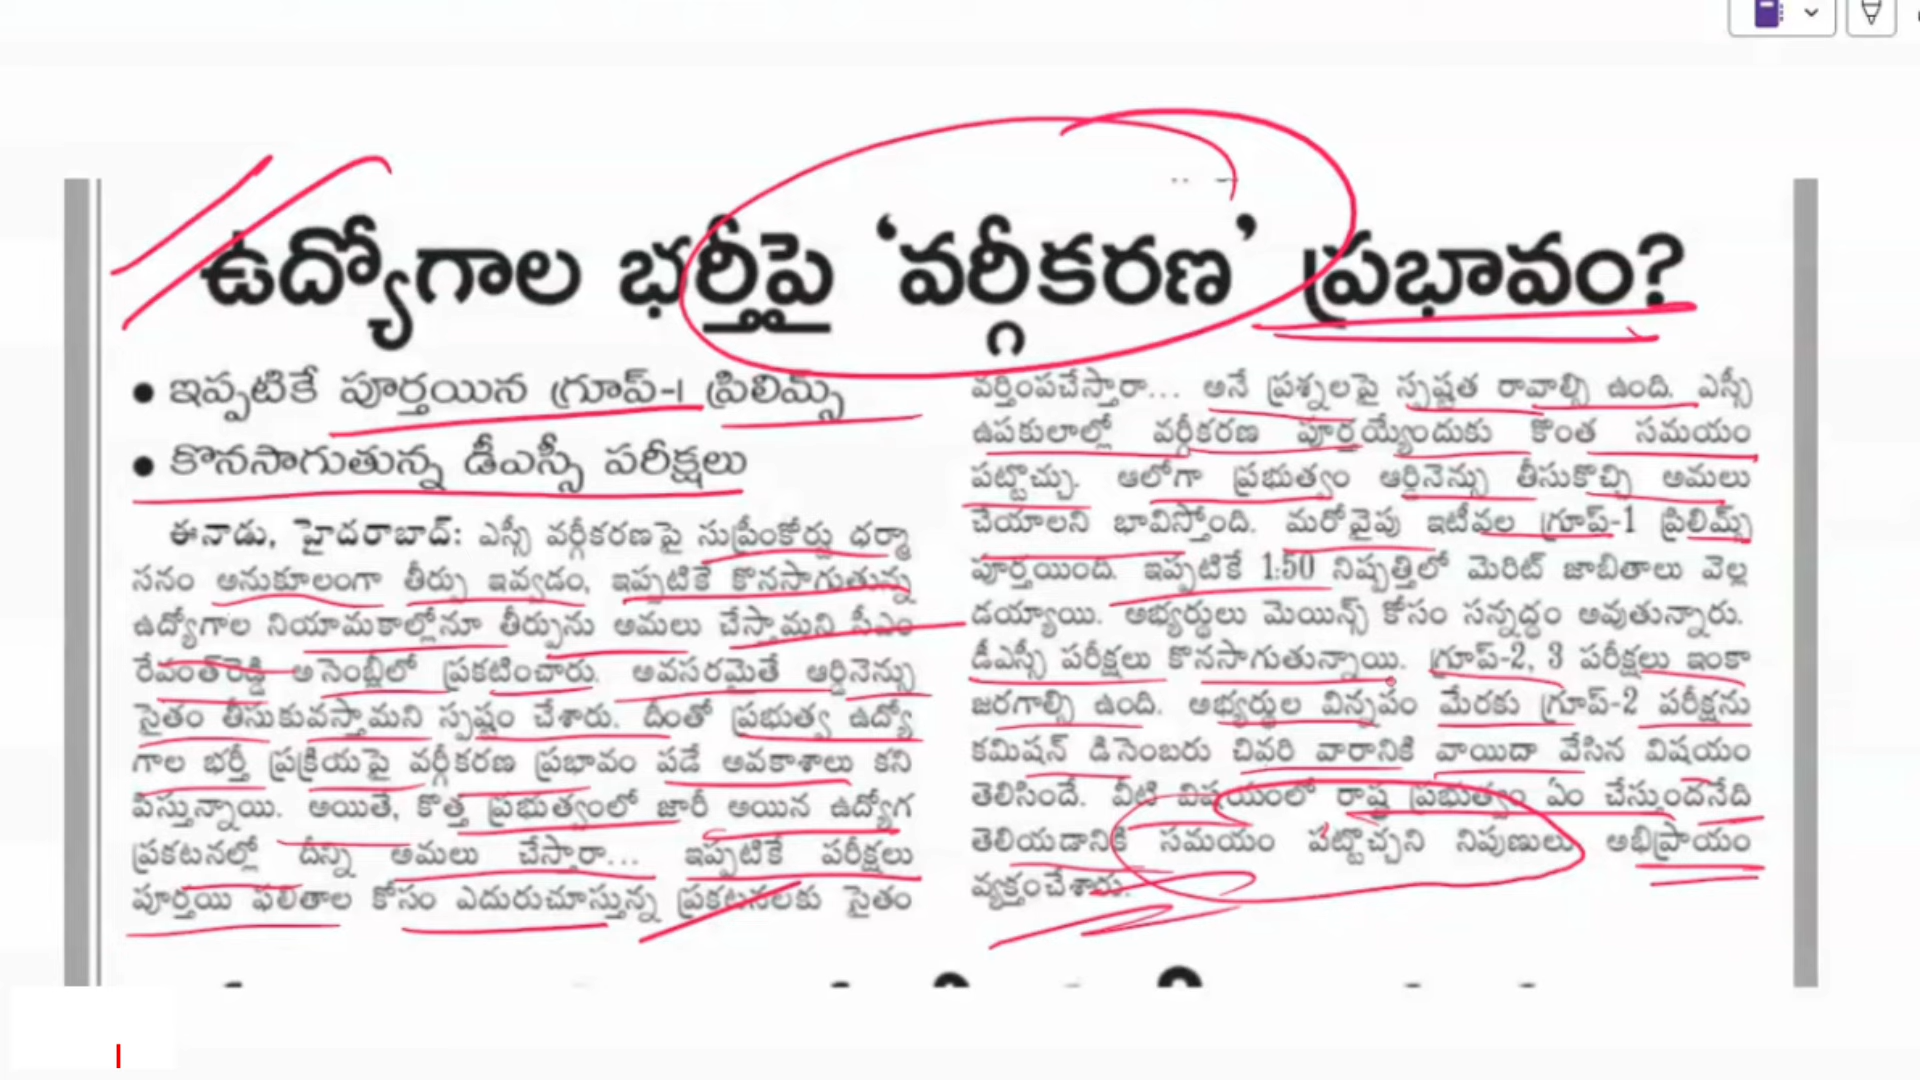 ఉద్యోగాల భర్తీపై ‘వర్గీకరణ’ ప్రభావం?
● ఇప్పటికే పూర్తయిన గ్రూప్-1 ప్రిలిమ్స్
● కొనసాగుతున్న డీఎస్సీ పరీక్షలు
ఈనాడు, హైదరాబాద్: ఎస్సీ వర్గీకరణపై సుప్రీంకోర్టు ధర్మా
సనం అనుకూలంగా తీర్పు ఇవ్వడం, ఇప్పటికే కొనసాగుతున్న
ఉద్యోగాల నియామకాల్లోనూ తీర్పును అమలు చేస్తామని సీఎం
రేవంత్‌రెడ్డి అసెంబ్లీలో ప్రకటించారు. అవసరమైతే ఆర్డినెన్సు
సైతం తీసుకువస్తామని స్పష్టం చేశారు. దీంతో ప్రభుత్వ ఉద్యో
గాల భర్తీ ప్రక్రియపై వర్గీకరణ ప్రభావం పడే అవకాశాలు కని
పిస్తున్నాయి. అయితే, కొత్త ప్రభుత్వంలో జారీ అయిన ఉద్యోగ
ప్రకటనల్లో దీన్ని అమలు చేస్తారా... ఇప్పటికే పరీక్షలు
పూర్తయి ఫలితాల కోసం ఎదురుచూస్తున్న ప్రకటనలకు సైతం
వర్తింపచేస్తారా... అనే ప్రశ్నలపై స్పష్టత రావాల్సి ఉంది. ఎస్సీ
ఉపకులాల్లో వర్గీకరణ పూర్తయ్యేందుకు కొంత సమయం
పట్టొచ్చు. ఆలోగా ప్రభుత్వం ఆర్డినెన్సు తీసుకొచ్చి అమలు
చేయాలని భావిస్తోంది. మరోవైపు ఇటీవల గ్రూప్-1 ప్రిలిమ్స్
పూర్తయింది. ఇప్పటికే 1:50 నిష్పత్తిలో మెరిట్ జాబితాలు వెల్ల
డయ్యాయి. అభ్యర్థులు మెయిన్స్ కోసం సన్నద్ధం అవుతున్నారు.
డీఎస్సీ పరీక్షలు కొనసాగుతున్నాయి. గ్రూప్-2, 3 పరీక్షలు ఇంకా
జరగాల్సి ఉంది. అభ్యర్థుల విన్నపం మేరకు గ్రూప్-2 పరీక్షను
కమిషన్ డిసెంబరు చివరి వారానికి వాయిదా వేసిన విషయం
తెలిసిందే. వీటి విషయంలో రాష్ట్ర ప్రభుత్వం ఏం చేస్తుందనేది
తెలియడానికి సమయం పట్టొచ్చని నిపుణులు అభిప్రాయం
వ్యక్తంచేశారు.